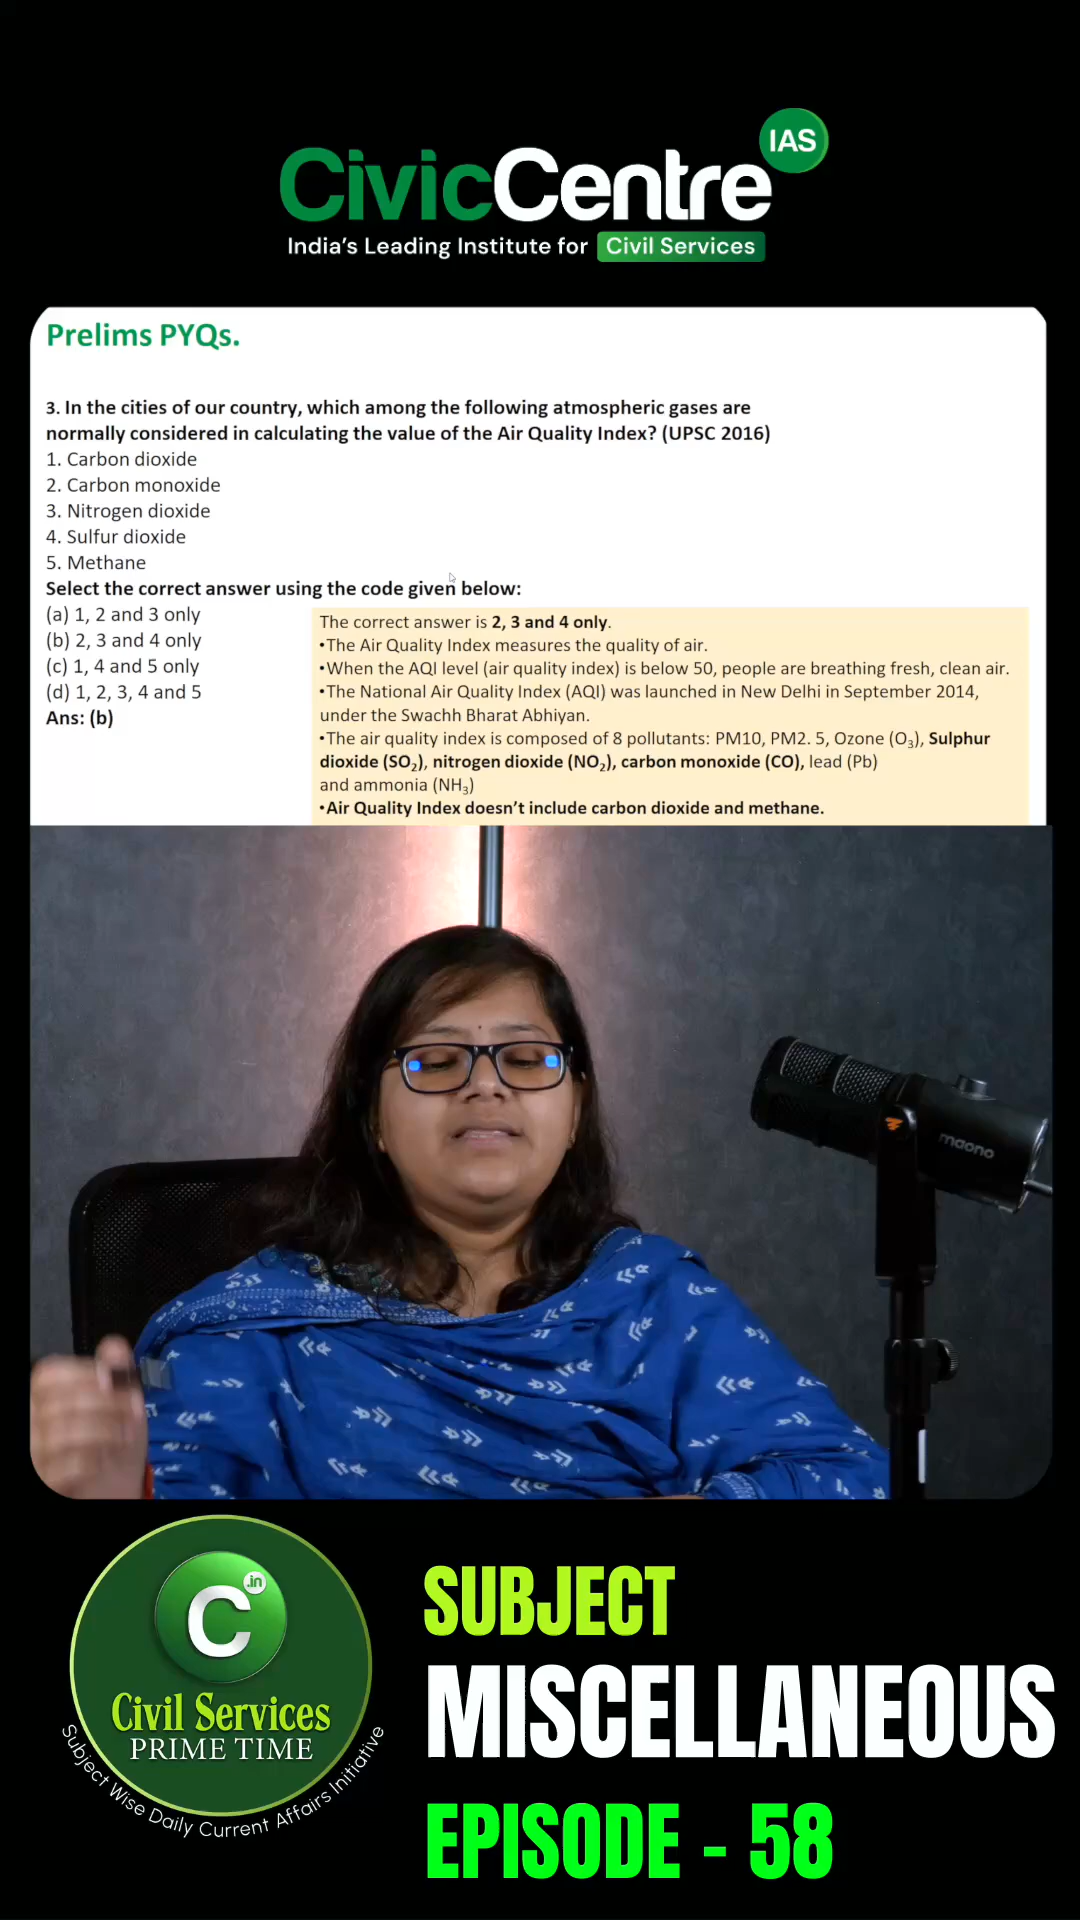 CivicCentre IAS
India's Leading Institute for Civil Services
Prelims PYQs.
3. In the cities of our country, which among the following atmospheric gases are
normally considered in calculating the value of the Air Quality Index? (UPSC 2016)
1. Carbon dioxide
2. Carbon monoxide
3. Nitrogen dioxide
4. Sulfur dioxide
5. Methane
Select the correct answer using the code given below:
(a) 1, 2 and 3 only
(b) 2, 3 and 4 only
(c) 1, 4 and 5 only
(d) 1, 2, 3, 4 and 5
Ans: (b)
The correct answer is 2, 3 and 4 only.
•The Air Quality Index measures the quality of air.
•When the AQI level (air quality index) is below 50, people are breathing fresh, clean air.
•The National Air Quality Index (AQI) was launched in New Delhi in September 2014,
under the Swachh Bharat Abhiyan.
•The air quality index is composed of 8 pollutants: PM10, PM2. 5, Ozone (O₃), Sulphur
dioxide (SO₂), nitrogen dioxide (NO₂), carbon monoxide (CO), lead (Pb)
and ammonia (NH₃)
•Air Quality Index doesn't include carbon dioxide and methane.
maono
C .in
Civil Services
PRIME TIME
Subject Wise Daily Current Affairs Initiative
SUBJECT
MISCELLANEOUS
EPISODE - 58